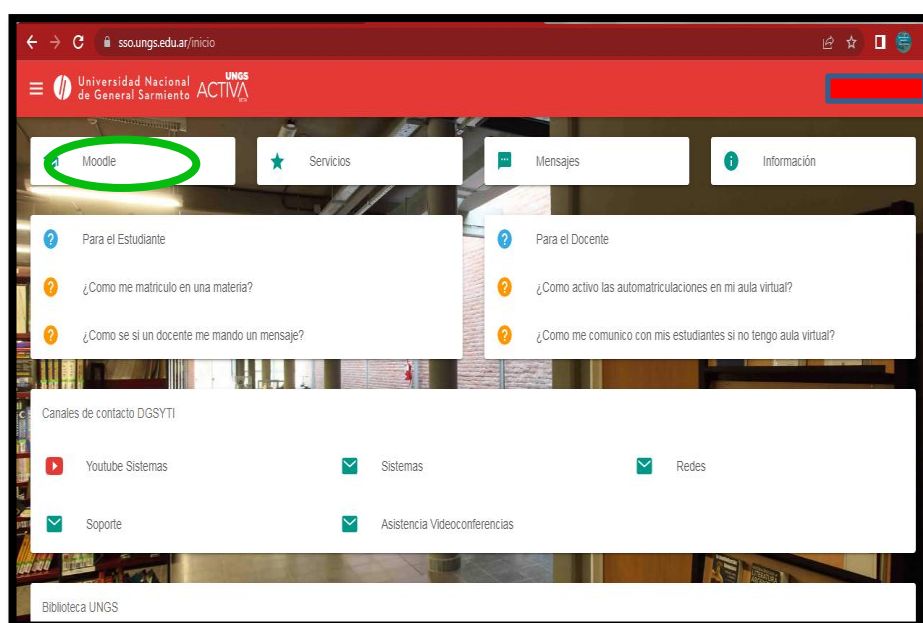 sso.ungs.edu.ar/inicio
Universidad Nacional
de General Sarmiento
UNGS
ACTIVA
Moodle
Servicios
Mensajes
Información
Para el Estudiante
¿Como me matriculo en una materia?
¿Como se si un docente me mando un mensaje?
Para el Docente
¿Como activo las automatriculaciones en mi aula virtual?
¿Como me comunico con mis estudiantes si no tengo aula virtual?
Canales de contacto DGSYTI
Youtube Sistemas
Sistemas
Redes
Soporte
Asistencia Videoconferencias
Biblioteca UNGS